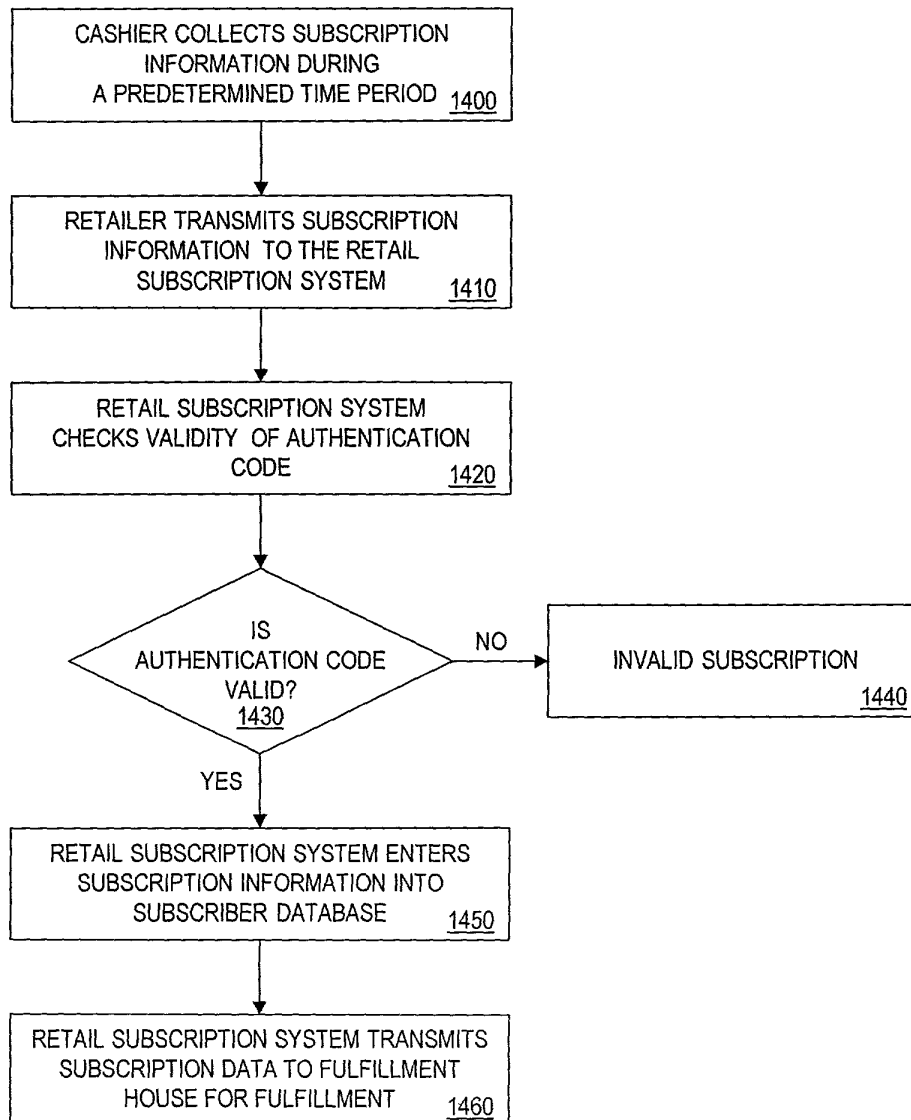 CASHIER COLLECTS SUBSCRIPTION
INFORMATION DURING
A PREDETERMINED TIME PERIOD
1400
RETAILER TRANSMITS SUBSCRIPTION
INFORMATION TO THE RETAIL
SUBSCRIPTION SYSTEM
1410
RETAIL SUBSCRIPTION SYSTEM
CHECKS VALIDITY OF AUTHENTICATION
CODE
1420
IS
AUTHENTICATION CODE
VALID?
1430
NO
INVALID SUBSCRIPTION
1440
YES
RETAIL SUBSCRIPTION SYSTEM ENTERS
SUBSCRIPTION INFORMATION INTO
SUBSCRIBER DATABASE
1450
RETAIL SUBSCRIPTION SYSTEM TRANSMITS
SUBSCRIPTION DATA TO FULFILLMENT
HOUSE FOR FULFILLMENT
1460